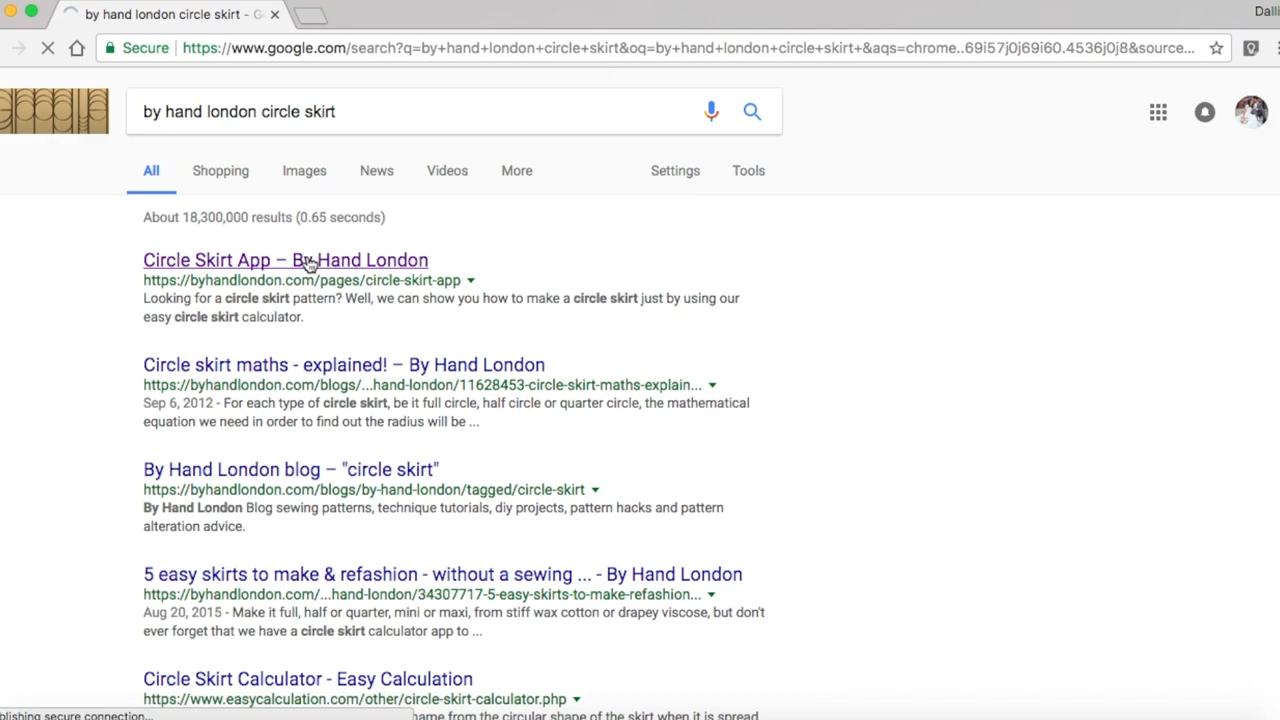 by hand london circle skirt - G
Dalli
Secure
https://www.google.com/search?q=by+hand+london+circle+skirt&oq=by+hand+london+circle+skirt+&aqs=chrome..69i57j0j69i60.4536j0j8&source...
by hand london circle skirt
All Shopping Images News Videos More Settings Tools
About 18,300,000 results (0.65 seconds)
Circle Skirt App – By Hand London
https://byhandlondon.com/pages/circle-skirt-app
Looking for a circle skirt pattern? Well, we can show you how to make a circle skirt just by using our
easy circle skirt calculator.
Circle skirt maths - explained! – By Hand London
https://byhandlondon.com/blogs/...hand-london/11628453-circle-skirt-maths-explain...
Sep 6, 2012 - For each type of circle skirt, be it full circle, half circle or quarter circle, the mathematical
equation we need in order to find out the radius will be ...
By Hand London blog – "circle skirt"
https://byhandlondon.com/blogs/by-hand-london/tagged/circle-skirt
By Hand London Blog sewing patterns, technique tutorials, diy projects, pattern hacks and pattern
alteration advice.
5 easy skirts to make & refashion - without a sewing ... - By Hand London
https://byhandlondon.com/...hand-london/34307717-5-easy-skirts-to-make-refashion...
Aug 20, 2015 - Make it full, half or quarter, mini or maxi, from stiff wax cotton or drapey viscose, but don't
ever forget that we have a circle skirt calculator app to ...
Circle Skirt Calculator - Easy Calculation
https://www.easycalculation.com/other/circle-skirt-calculator.php
blishing secure connection...
name from the circular shape of the skirt when it is spread